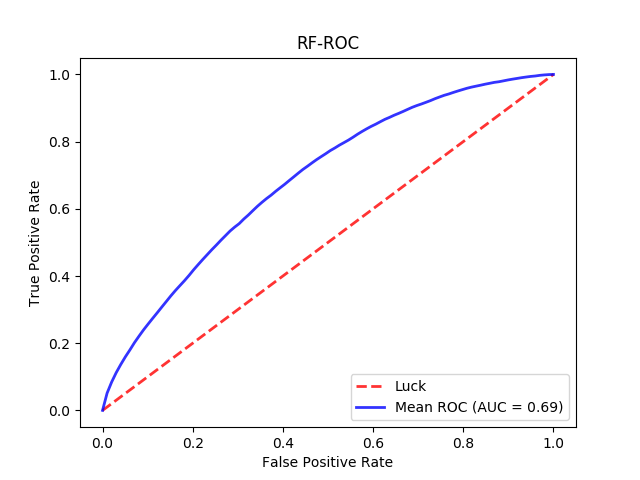 RF-ROC
True Positive Rate
1.0
0.8
0.6
0.4
0.2
0.0
Luck
Mean ROC (AUC = 0.69)
0.0 0.2 0.4 0.6 0.8 1.0
False Positive Rate